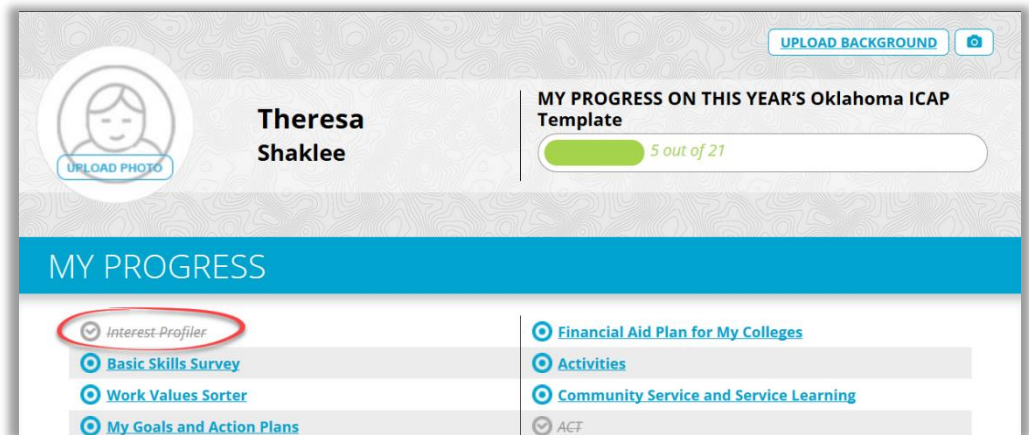 UPLOAD BACKGROUND
UPLOAD PHOTO
Theresa
Shaklee
MY PROGRESS ON THIS YEAR'S Oklahoma ICAP
Template
5 out of 21
MY PROGRESS
Interest Profiler
Basic Skills Survey
Work Values Sorter
My Goals and Action Plans
Financial Aid Plan for My Colleges
Activities
Community Service and Service Learning
ACT